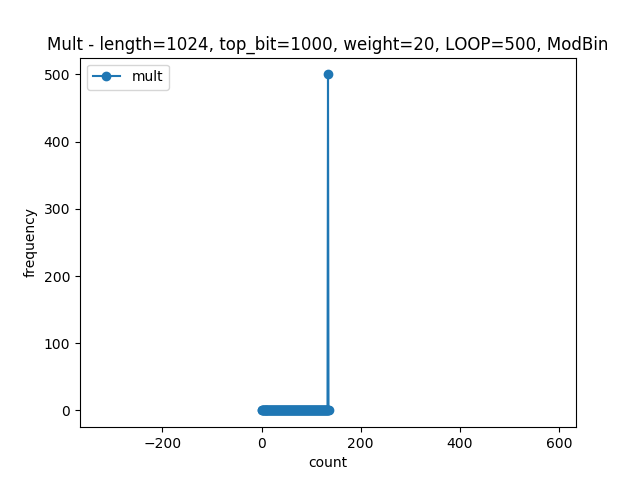 Mult - length=1024, top_bit=1000, weight=20, LOOP=500, ModBin
mult
500
400
300
200
100
0
frequency
−200
0
200
400
600
count